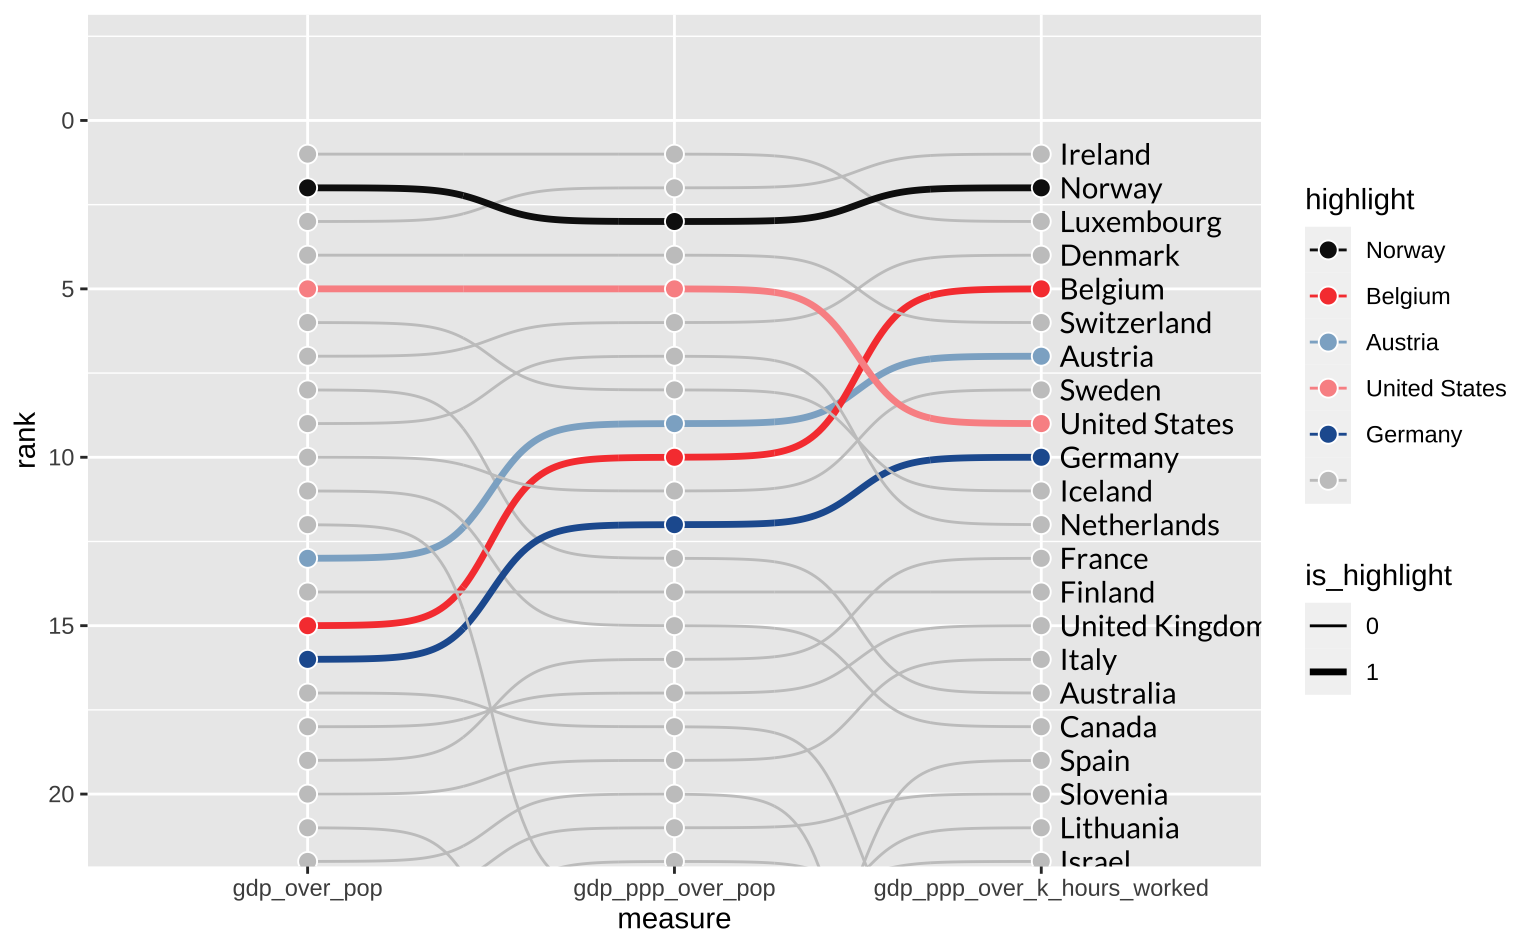 rank
0
5
10
15
20
Ireland
Norway
Luxembourg
Denmark
Belgium
Switzerland
Austria
Sweden
United States
Germany
Iceland
Netherlands
France
Finland
United Kingdom
Italy
Australia
Canada
Spain
Slovenia
Lithuania
Israel
gdp_over_pop
gdp_ppp_over_pop
gdp_ppp_over_k_hours_worked
measure
highlight
Norway
Belgium
Austria
United States
Germany
is_highlight
0
1